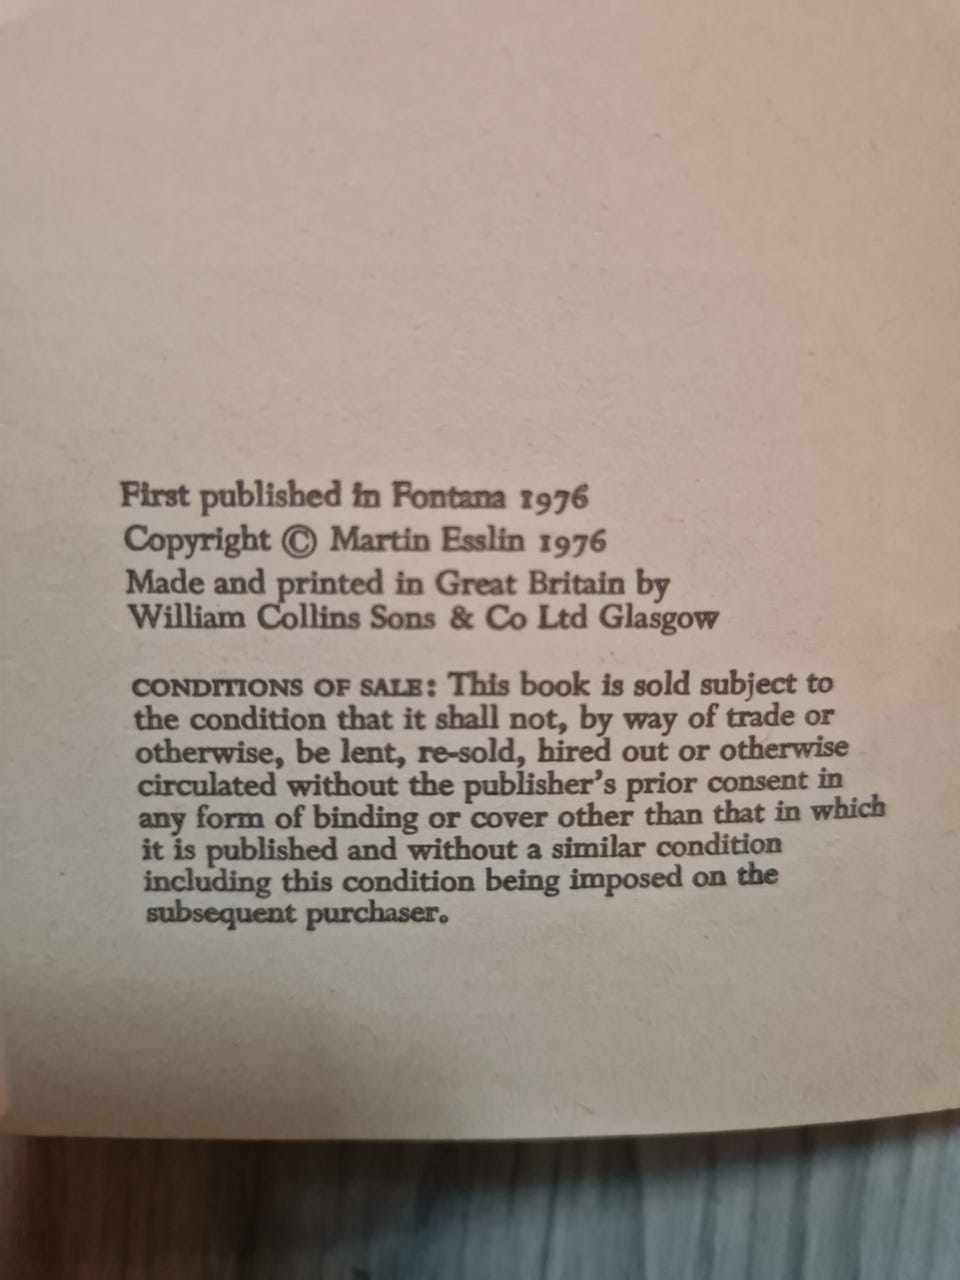 First published in Fontana 1976
Copyright © Martin Esslin 1976
Made and printed in Great Britain by
William Collins Sons & Co Ltd Glasgow
CONDITIONS OF SALE: This book is sold subject to
the condition that it shall not, by way of trade or
otherwise, be lent, re-sold, hired out or otherwise
circulated without the publisher's prior consent in
any form of binding or cover other than that in which
it is published and without a similar condition
including this condition being imposed on the
subsequent purchaser.